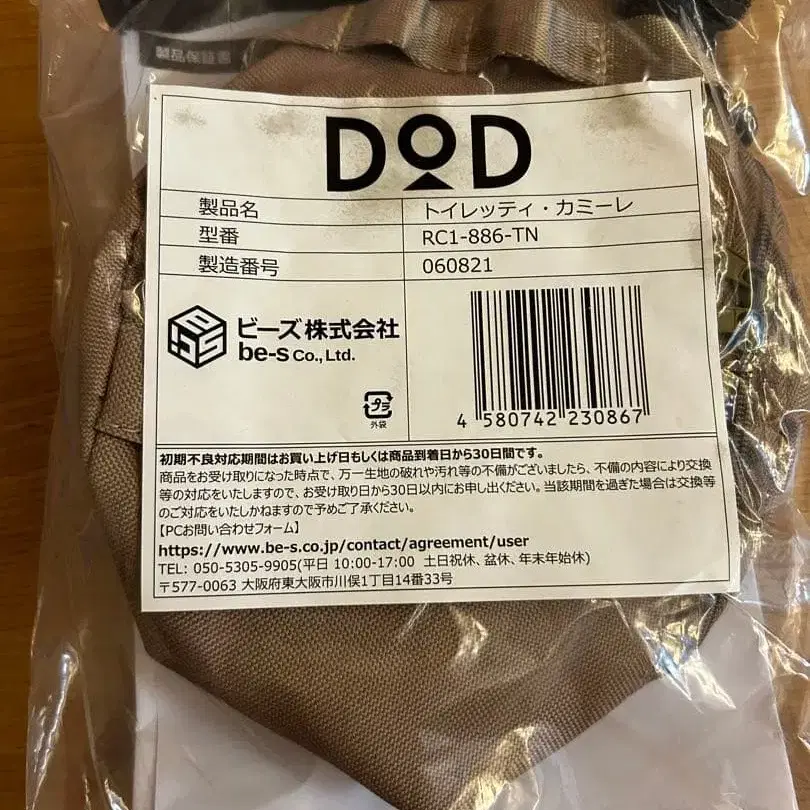 製品保証書
DOD
製品名 トイレッティ・カミーレ
型番 RC1-886-TN
製造番号 060821
ビーズ株式会社
be-s Co., Ltd.
プラ
外袋
4 580742 230867
初期不良対応期間はお買い上げ日もしくは商品到着日から30日間です。
商品をお受け取りになった時点で、万一生地の破れや汚れ等の不備がございましたら、不備の内容により交換
等の対応をいたしますので、お受け取り日から30日以内にお申し出ください。当該期間を過ぎた場合は交換等
のご対応をいたしかねますので予めご了承ください。
【PCお問い合わせフォーム】
https://www.be-s.co.jp/contact/agreement/user
TEL: 050-5305-9905(平日 10:00-17:00 土日祝休、盆休、年末年始休)
〒577-0063 大阪府東大阪市川俣1丁目14番33号